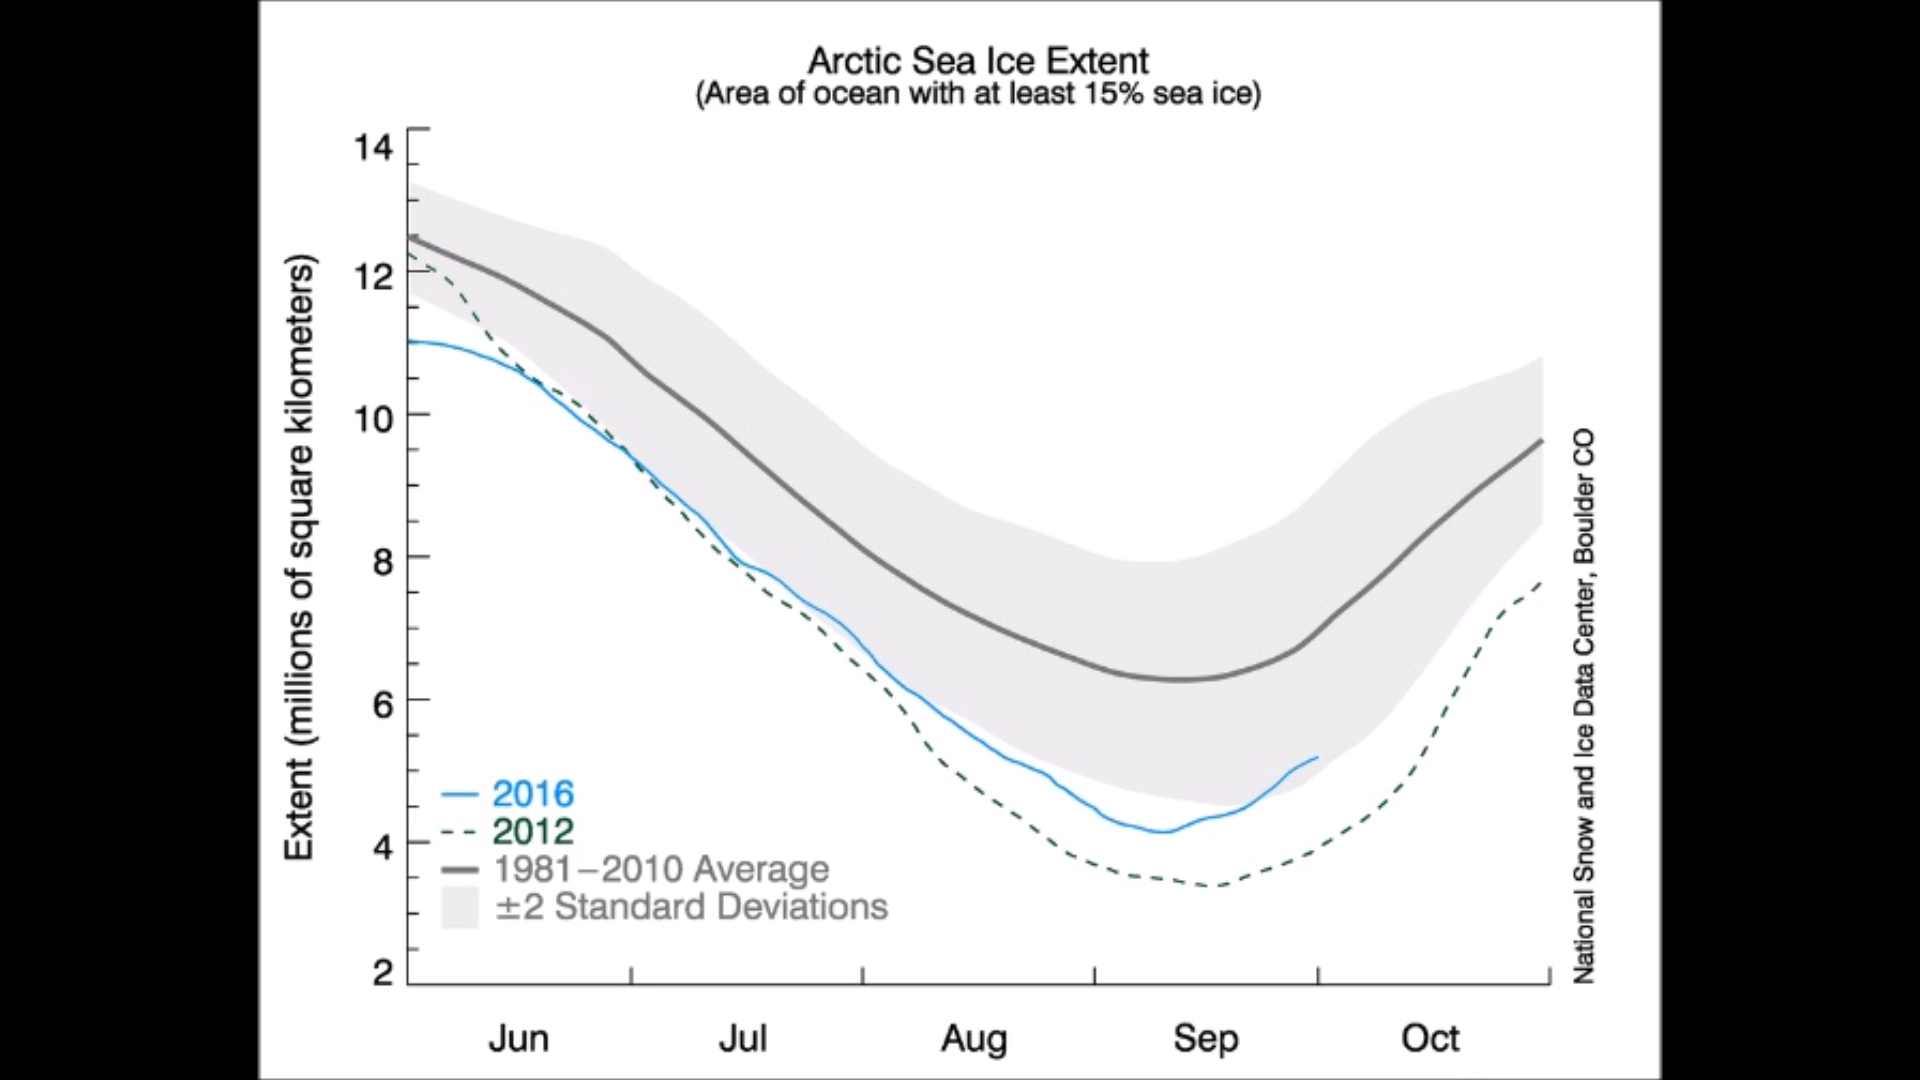 Arctic Sea Ice Extent
(Area of ocean with at least 15% sea ice)
14
12
10
8
6
4
2
Extent (millions of square kilometers)
2016
2012
1981–2010 Average
±2 Standard Deviations
Jun
Jul
Aug
Sep
Oct
National Snow and Ice Data Center, Boulder CO